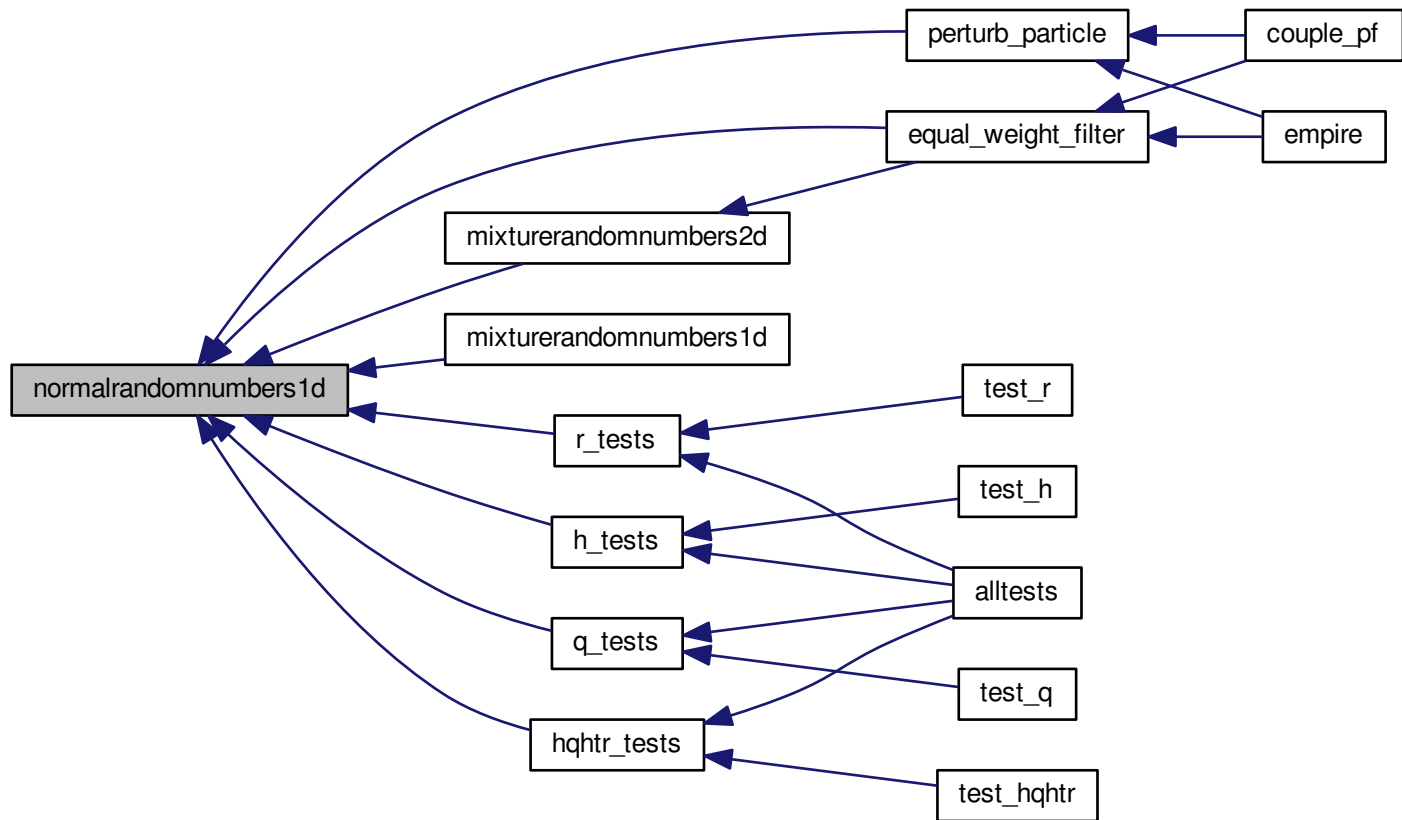 perturb_particle
couple_pf
equal_weight_filter
empire
mixturerandomnumbers2d
mixturerandomnumbers1d
normalrandomnumbers1d
test_r
r_tests
test_h
h_tests
alltests
q_tests
test_q
hqhtr_tests
test_hqhtr